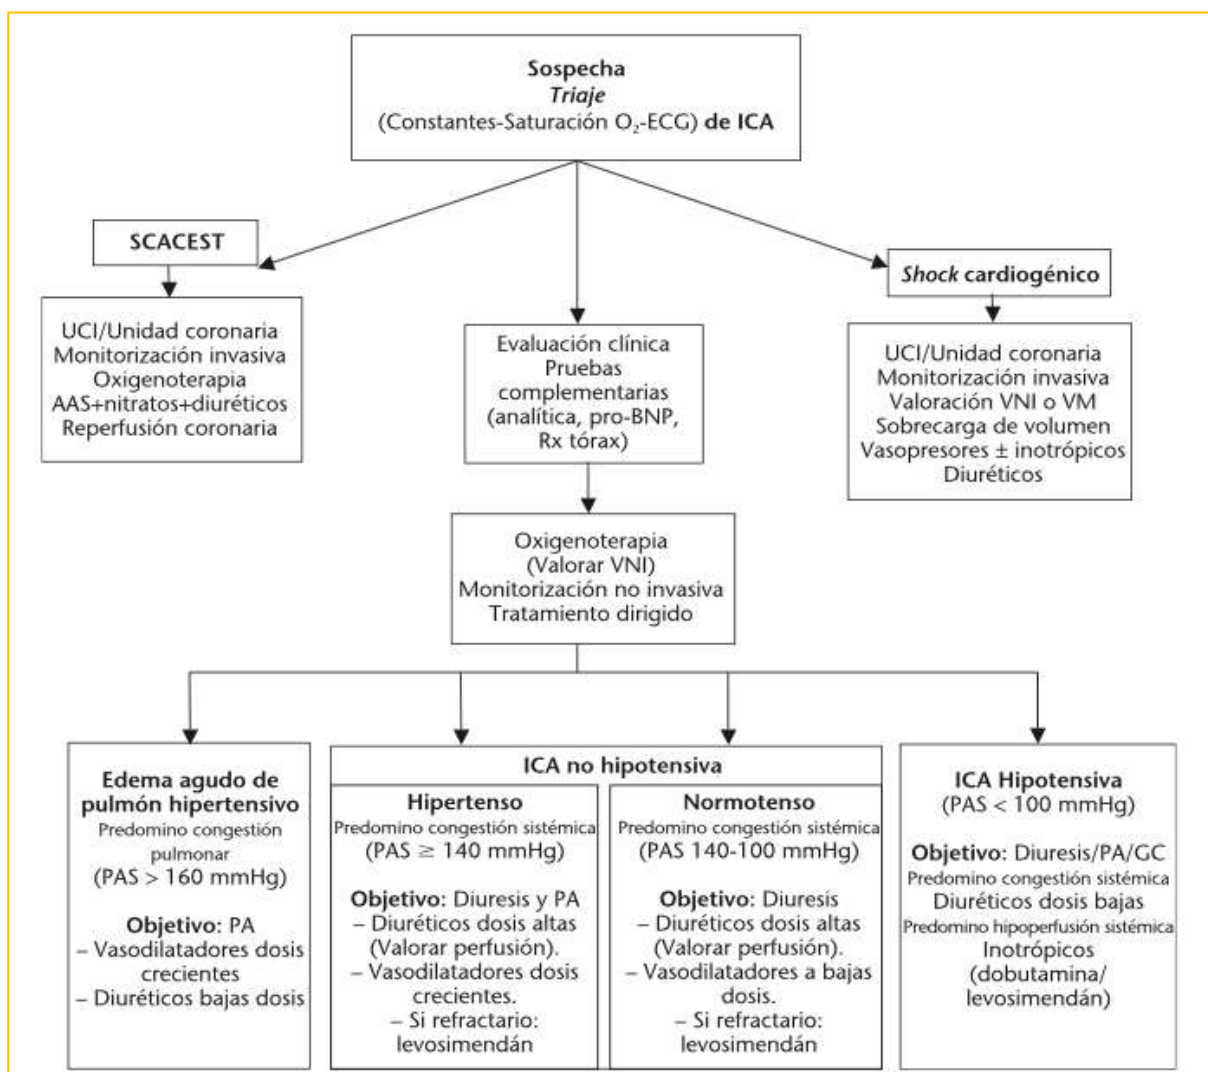 Sospecha
Triaje
(Constantes-Saturación O₂-ECG) de ICA
SCACEST
UCI/Unidad coronaria
Monitorización invasiva
Oxigenoterapia
AAS+nitratos+diuréticos
Reperfusión coronaria
Evaluación clínica
Pruebas
complementarias
(analítica, pro-BNP,
Rx tórax)
Shock cardiogénico
UCI/Unidad coronaria
Monitorización invasiva
Valoración VNI o VM
Sobrecarga de volumen
Vasopresores ± inotrópicos
Diuréticos
Oxigenoterapia
(Valorar VNI)
Monitorización no invasiva
Tratamiento dirigido
Edema agudo de
pulmón hipertensivo
Predomino congestión
pulmonar
(PAS > 160 mmHg)
Objetivo: PA
– Vasodilatadores dosis
crecientes
– Diuréticos bajas dosis
ICA no hipotensiva
Hipertenso
Predomino congestión sistémica
(PAS ≥ 140 mmHg)
Objetivo: Diuresis y PA
– Diuréticos dosis altas
(Valorar perfusión).
– Vasodilatadores dosis
crecientes.
– Si refractario:
levosimendán
Normotenso
Predomino congestión sistémica
(PAS 140-100 mmHg)
Objetivo: Diuresis
– Diuréticos dosis altas
(Valorar perfusión).
– Vasodilatadores a bajas
dosis.
– Si refractario:
levosimendán
ICA Hipotensiva
(PAS < 100 mmHg)
Objetivo: Diuresis/PA/GC
Predomino congestión sistémica
Diuréticos dosis bajas
Predomino hipoperfusión sistémica
Inotrópicos
(dobutamina/
levosimendán)